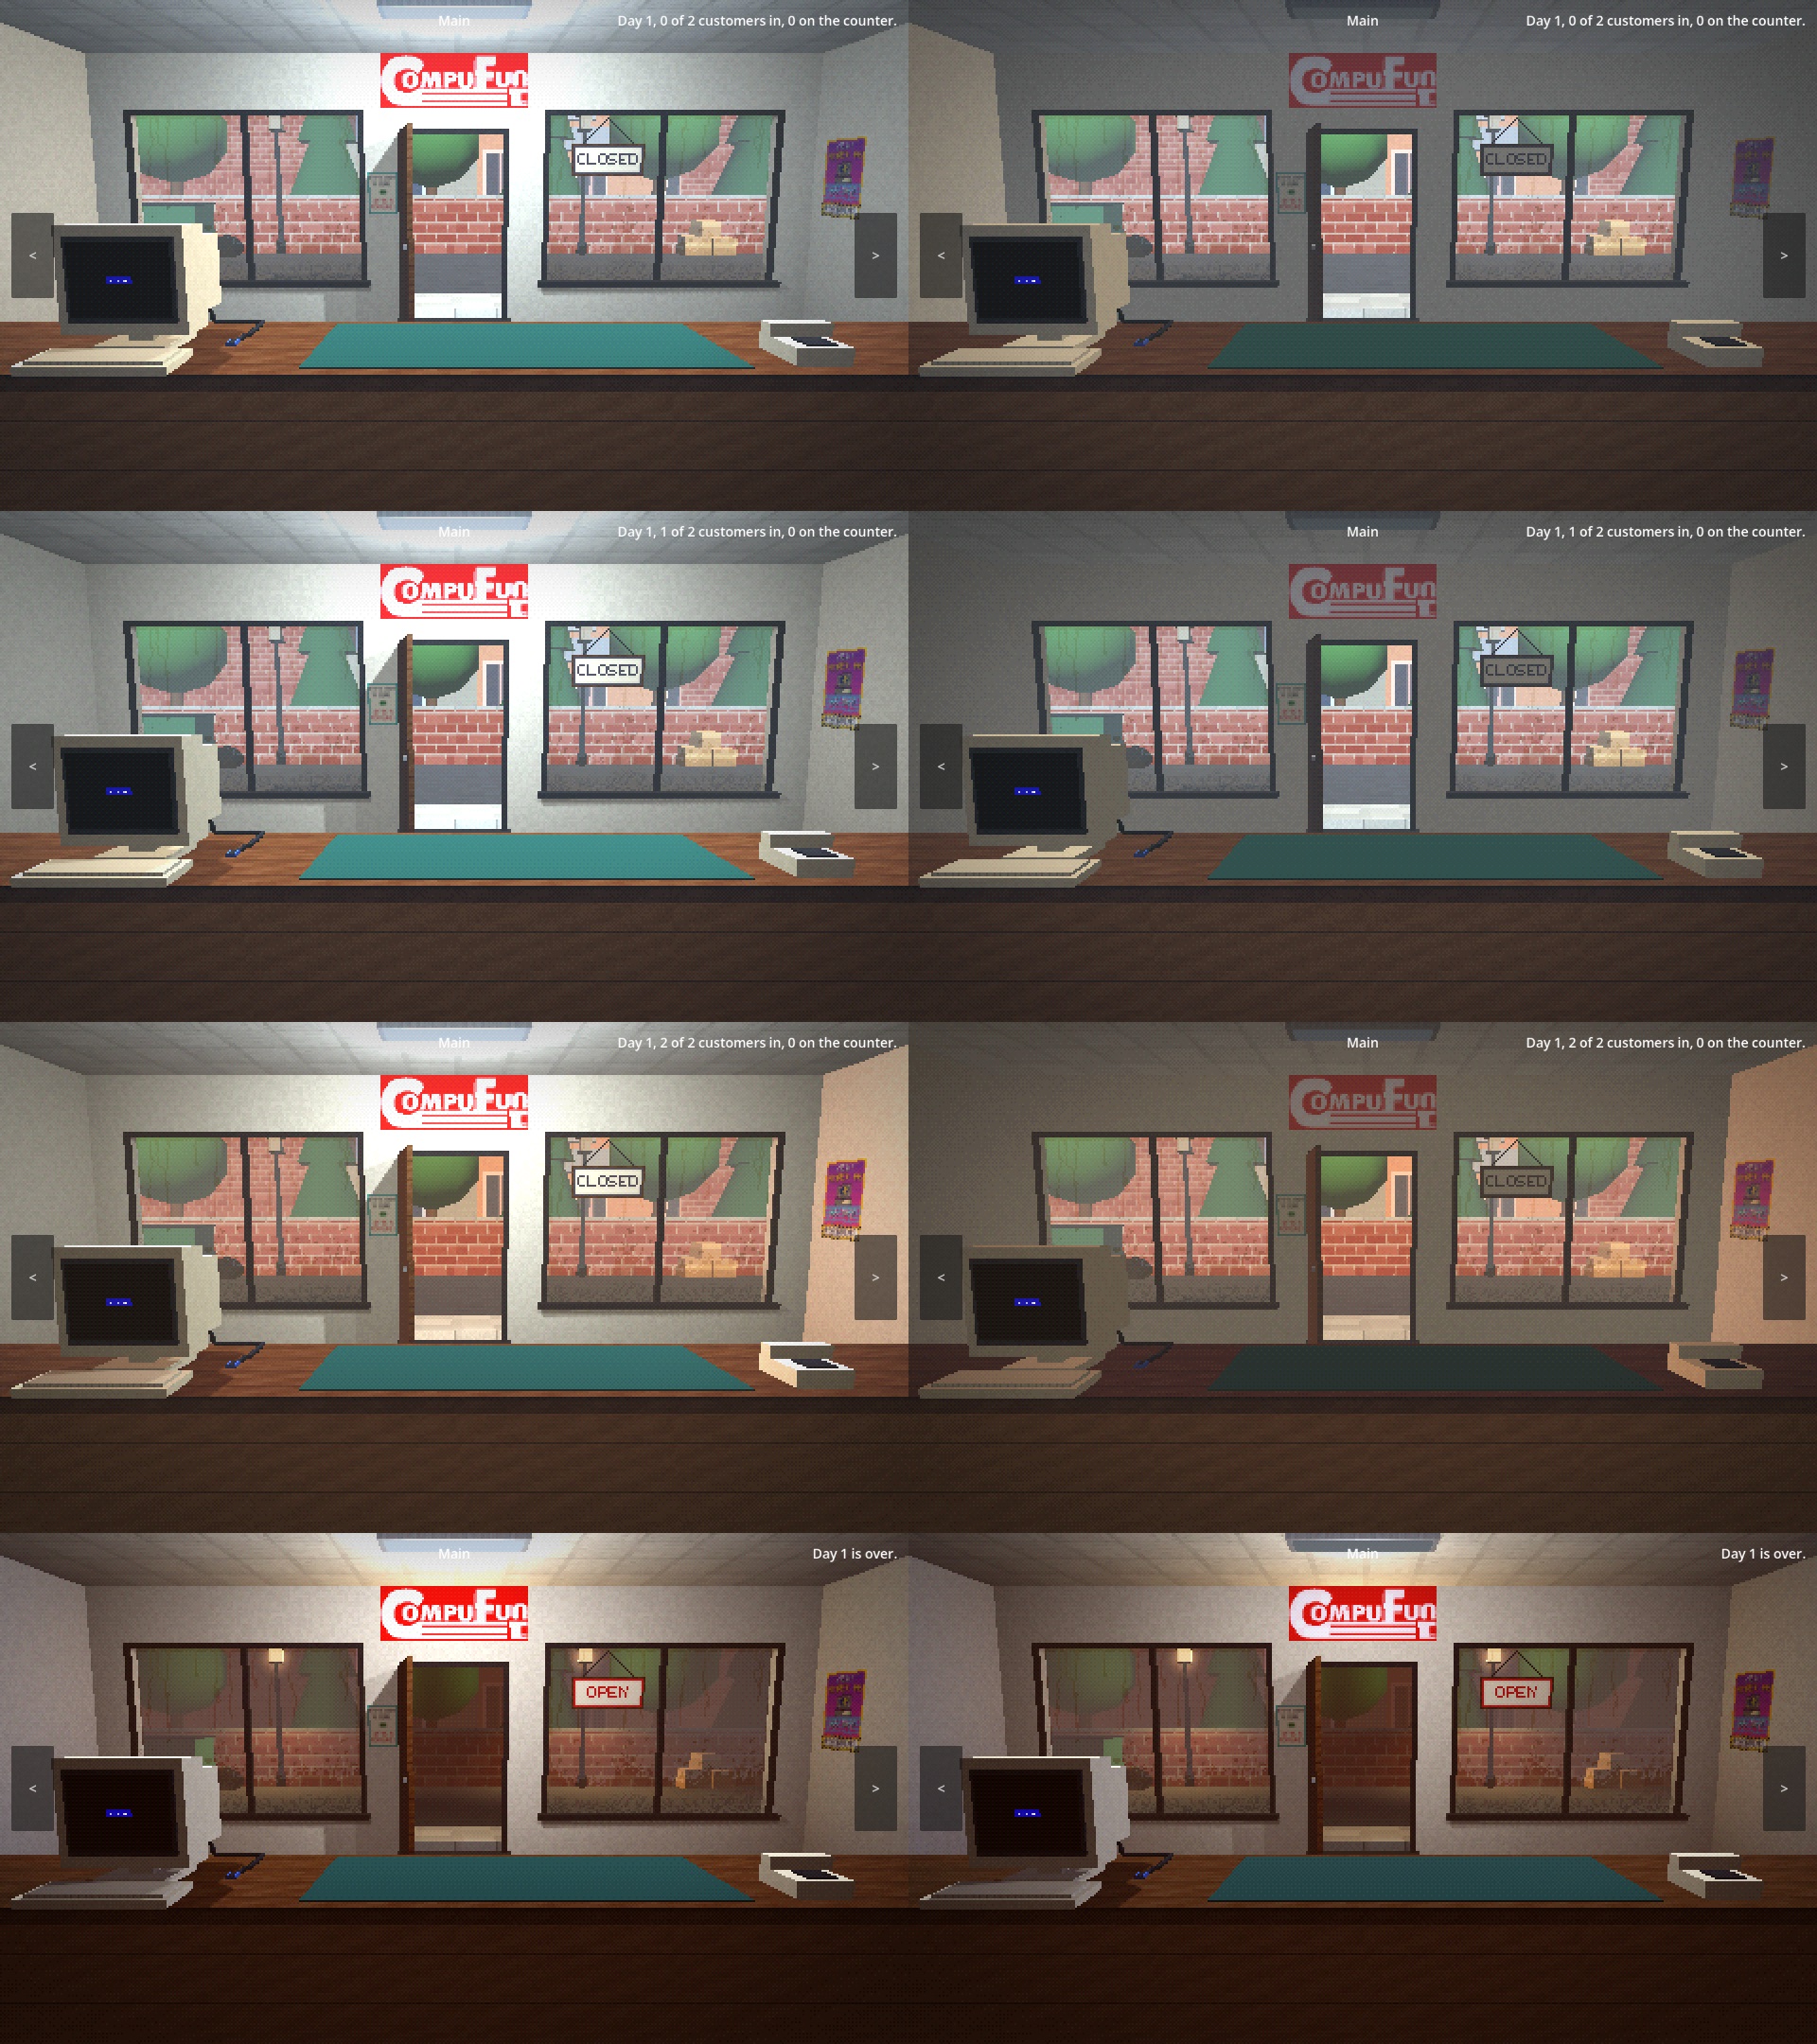 Main
Day 1, 0 of 2 customers in, 0 on the counter.
COMPUFUN
CLOSED
<
>
Main
Day 1, 0 of 2 customers in, 0 on the counter.
COMPUFUN
CLOSED
<
>
Main
Day 1, 1 of 2 customers in, 0 on the counter.
COMPUFUN
CLOSED
<
>
Main
Day 1, 1 of 2 customers in, 0 on the counter.
COMPUFUN
CLOSED
<
>
Main
Day 1, 2 of 2 customers in, 0 on the counter.
COMPUFUN
CLOSED
<
>
Main
Day 1, 2 of 2 customers in, 0 on the counter.
COMPUFUN
CLOSED
<
>
Main
Day 1 is over.
COMPUFUN
OPEN
<
>
Main
Day 1 is over.
COMPUFUN
OPEN
<
>